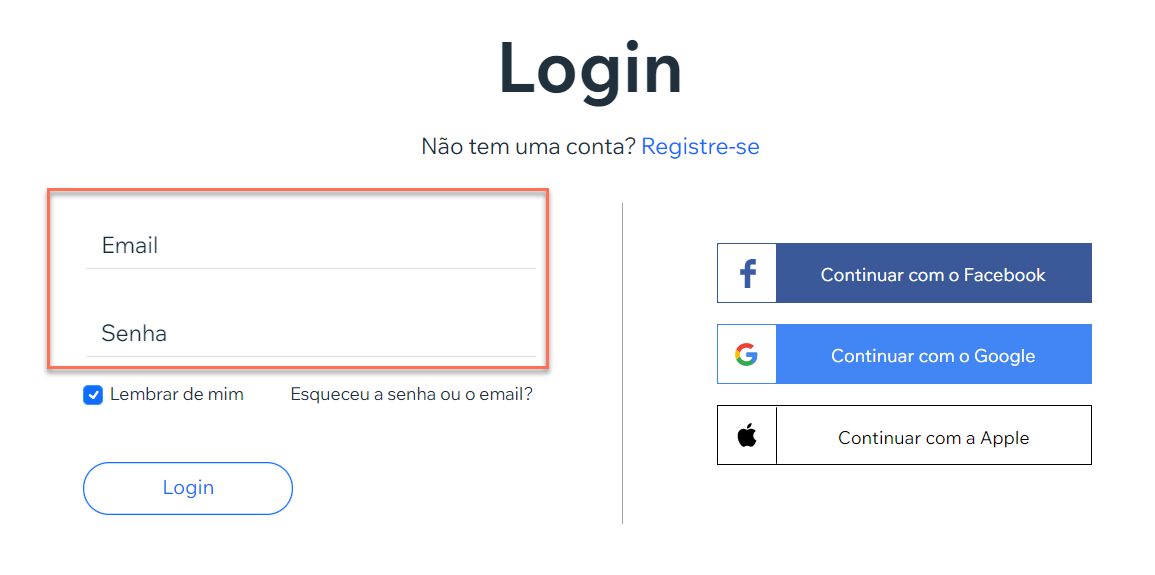 Login
Não tem uma conta? Registre-se
Email
Senha
Lembrar de mim
Esqueceu a senha ou o email?
Login
Continuar com o Facebook
Continuar com o Google
Continuar com a Apple